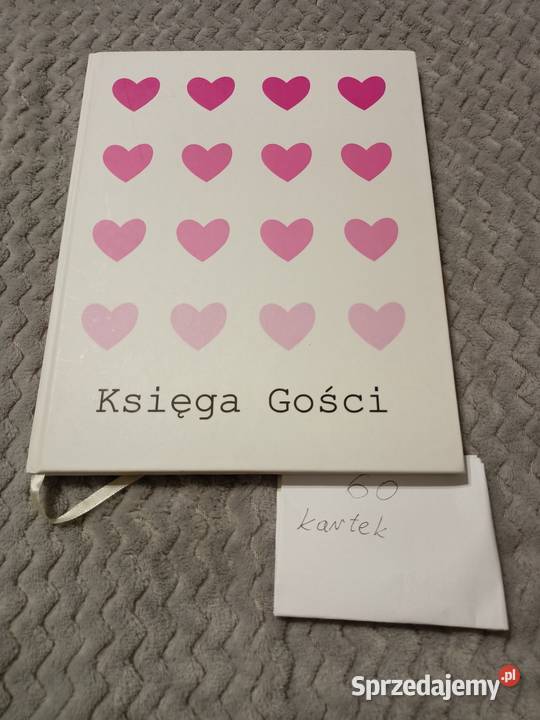 Księga Gości
60
kartek
Sprzedajemy.pl